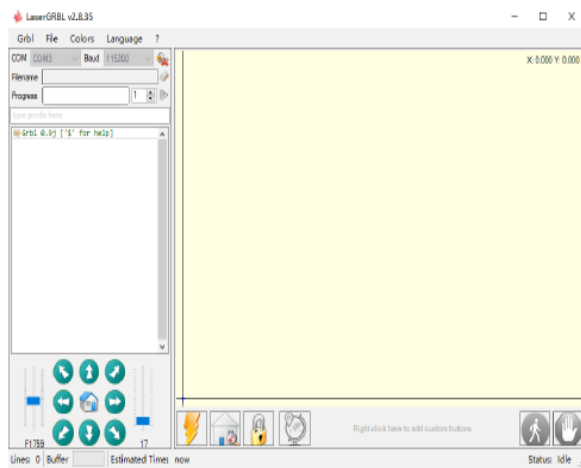 LaserGRBL v2.8.35
Grbl File Colors Language ?
COM COM3 Baud 115200
X: 0.000 Y: 0.000
Filename
Progress 1
type gcode here
Grbl 0.9j ['$' for help]
F1759 17
Right click here to add custom buttons
Lines: 0 Buffer Estimated Time: now Status: Idle